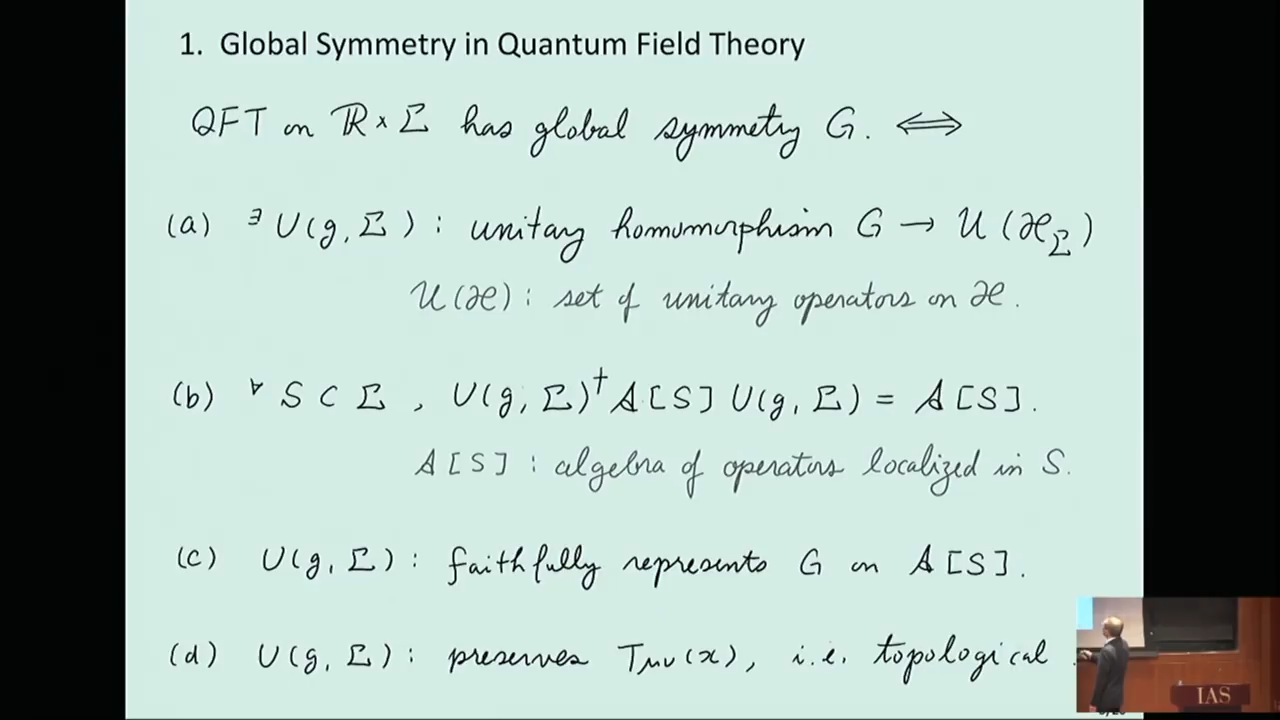 1. Global Symmetry in Quantum Field Theory
QFT on ℝ × Σ has global symmetry G. ⟺
(a) ∃ U(g, Σ) : unitary homomorphism G → 𝒰(ℋ_Σ)
𝒰(ℋ) : set of unitary operators on ℋ.
(b) ∀ S ⊂ Σ , U(g, Σ)† A[S] U(g, Σ) = A[S].
A[S] : algebra of operators localized in S.
(c) U(g, Σ) : faithfully represents G on A[S].
(d) U(g, Σ) : preserves Tμν(x), i.e. topological
IAS